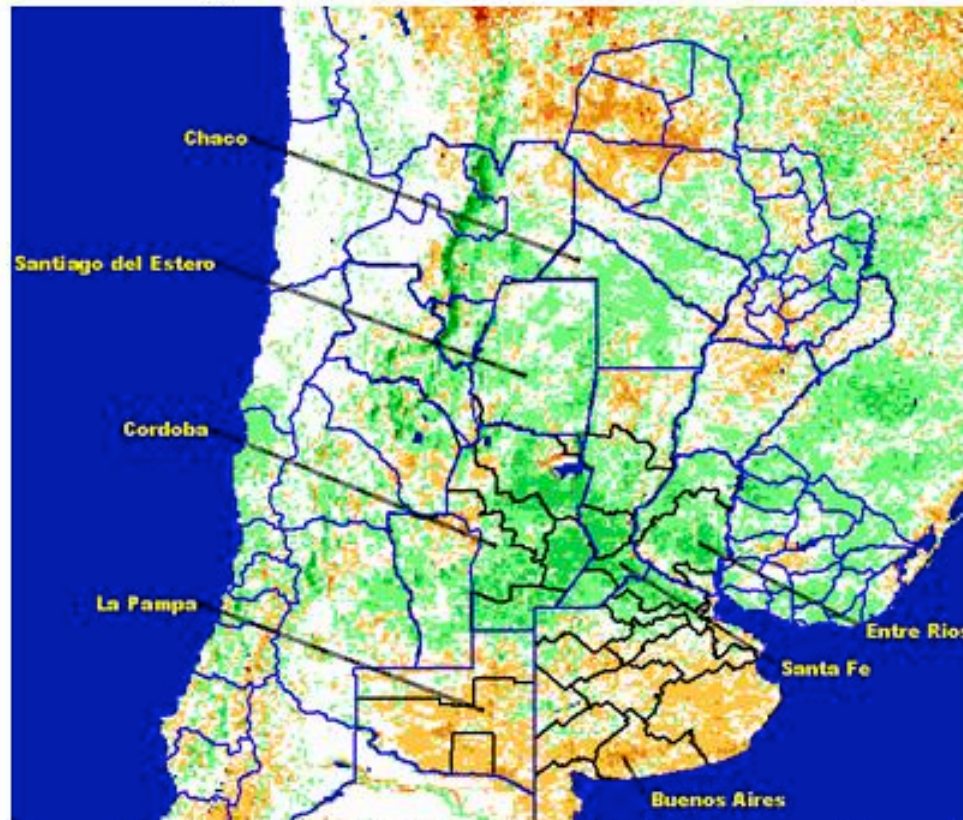 Chaco
Santiago del Estero
Cordoba
La Pampa
Entre Rios
Santa Fe
Buenos Aires